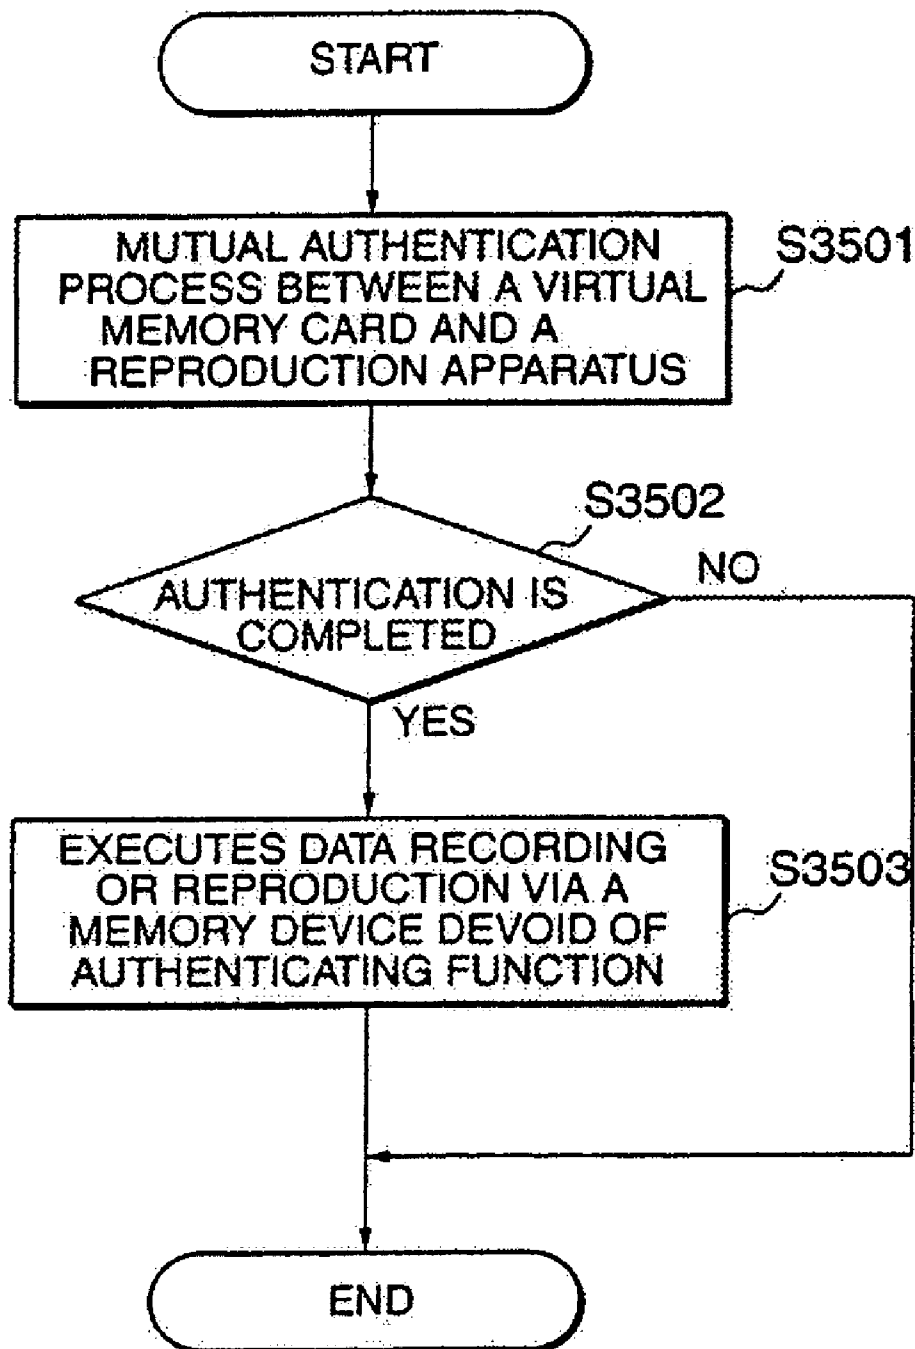 START
MUTUAL AUTHENTICATION
PROCESS BETWEEN A VIRTUAL
MEMORY CARD AND A
REPRODUCTION APPARATUS
S3501
S3502
AUTHENTICATION IS
COMPLETED
NO
YES
EXECUTES DATA RECORDING
OR REPRODUCTION VIA A
MEMORY DEVICE DEVOID OF
AUTHENTICATING FUNCTION
S3503
END